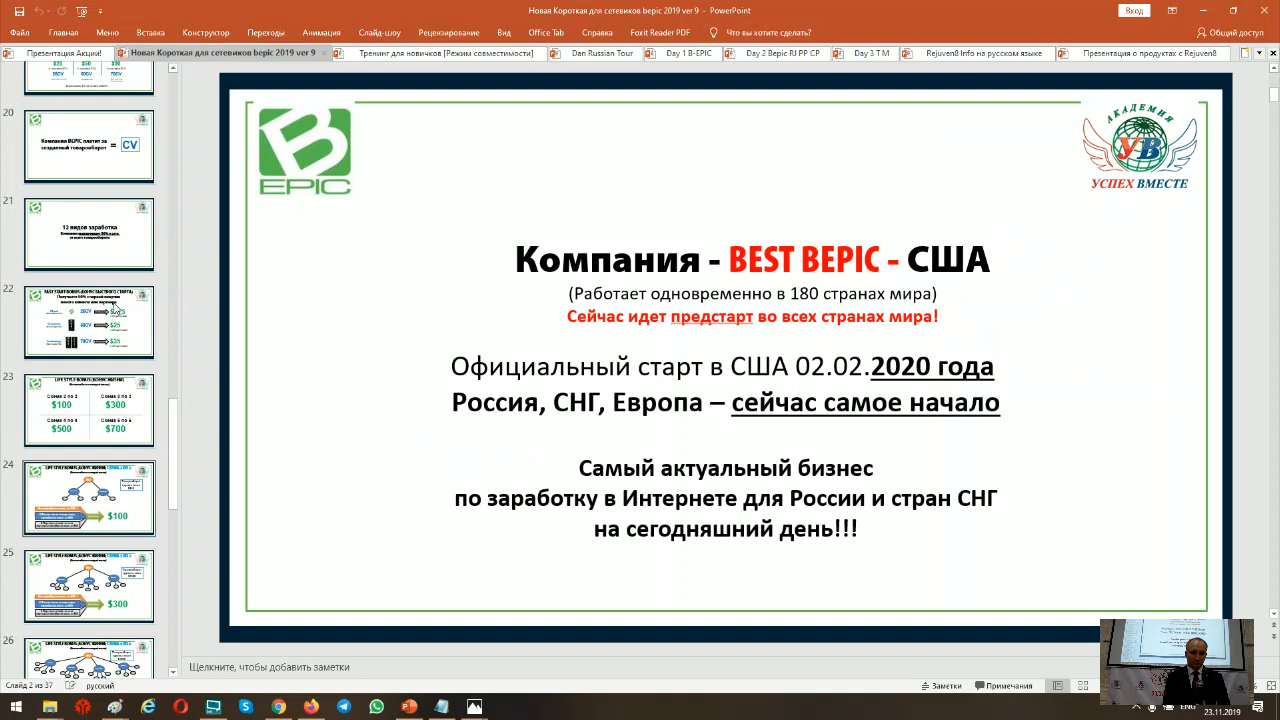 Новая Короткая для сетевиков bepic 2019 ver 9 - PowerPoint
Вход
Файл Главная Меню Вставка Конструктор Переходы Анимация Слайд-шоу Рецензирование Вид Office Tab Справка Foxit Reader PDF Что вы хотите сделать? Общий доступ
Презентация Акции! Новая Короткая для сетевиков bepic 2019 ver 9 Тренинг для новичков [Режим совместимости] Dan Russian Tour Day 1 B-EPIC Day 2 Bepic RJ PP CP Day 3 T M Rejuven8 Info на русском языке Презентация о продуктах с Rejuven8
20
Компания BEPIC платит за
созданный товарооборот = CV
21
12 видов заработка
22
$25
$35
23
$100 $300
$500 $700
24
$100
25
$300
26
B
EPIC
АКАДЕМИЯ
УВ
УСПЕХ ВМЕСТЕ
Компания - BEST BEPIC - США
(Работает одновременно в 180 странах мира)
Сейчас идет предстарт во всех странах мира!
Официальный старт в США 02.02.2020 года
Россия, СНГ, Европа – сейчас самое начало
Самый актуальный бизнес
по заработку в Интернете для России и стран СНГ
на сегодняшний день!!!
Щелкните, чтобы добавить заметки
Слайд 2 из 37 русский Заметки Примечания
23.11.2019